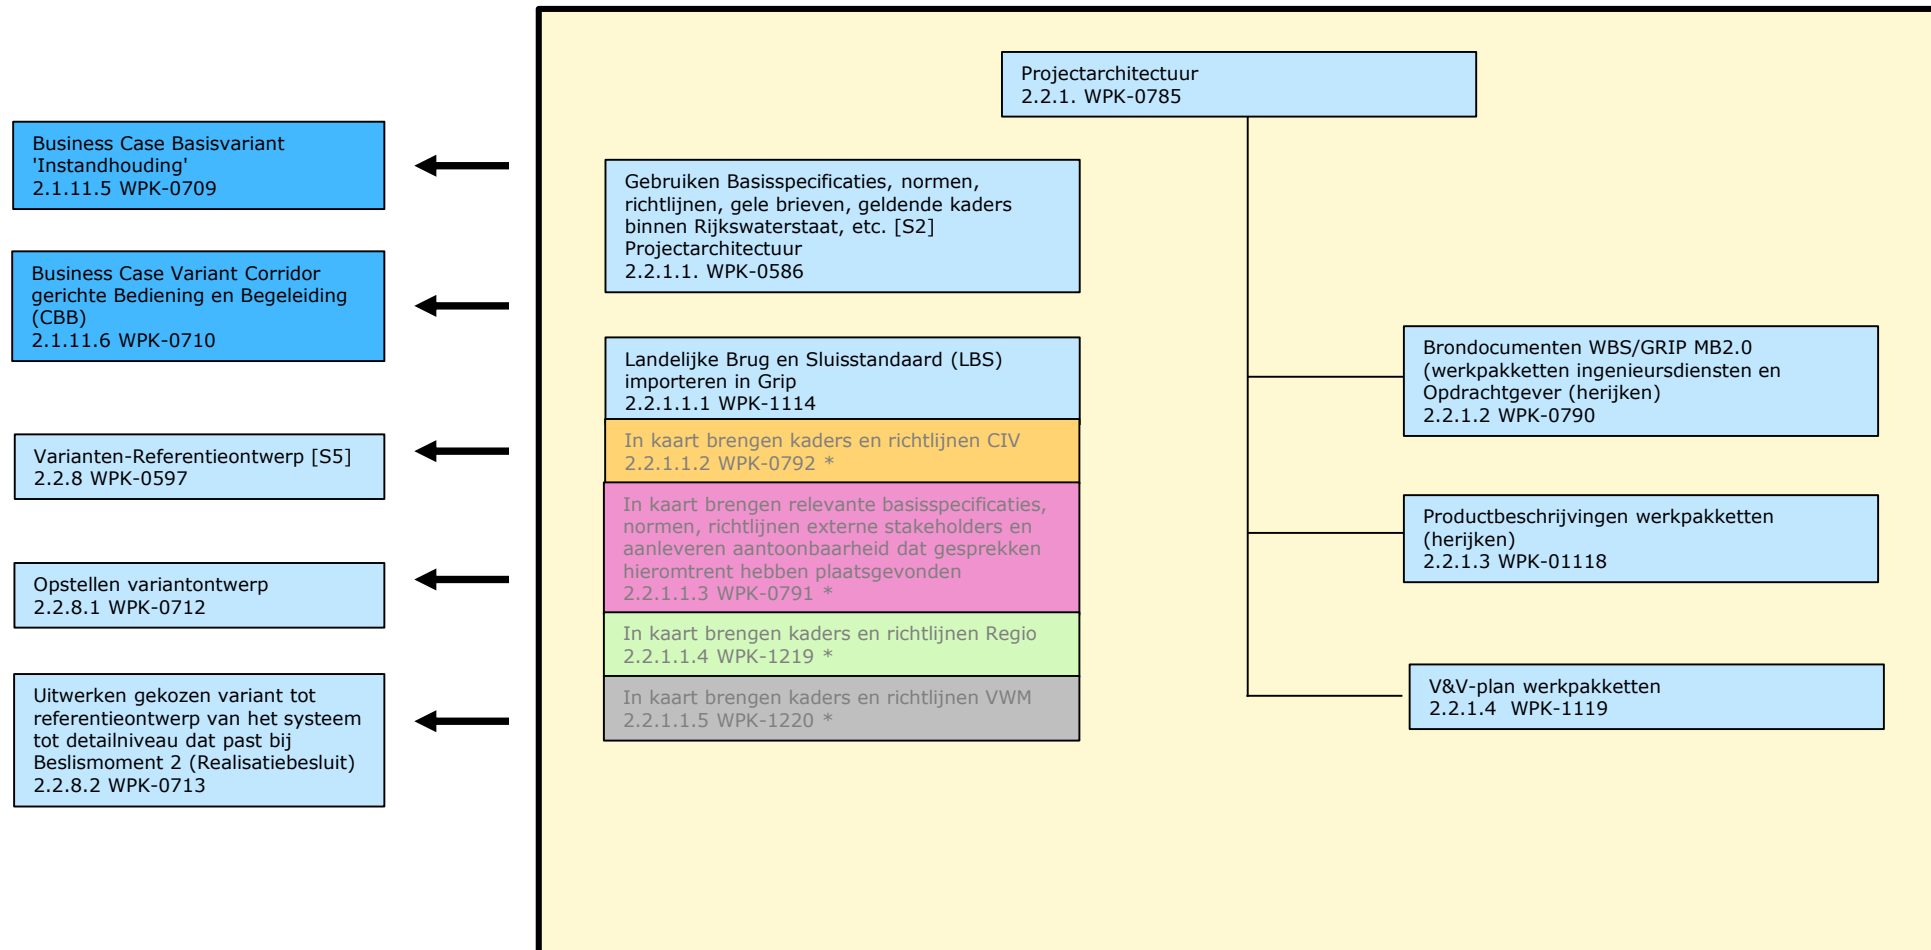 Projectarchitectuur
2.2.1. WPK-0785
Business Case Basisvariant
'Instandhouding'
2.1.11.5 WPK-0709
Business Case Variant Corridor
gerichte Bediening en Begeleiding
(CBB)
2.1.11.6 WPK-0710
Varianten-Referentieontwerp [S5]
2.2.8 WPK-0597
Opstellen variantontwerp
2.2.8.1 WPK-0712
Uitwerken gekozen variant tot
referentieontwerp van het systeem
tot detailniveau dat past bij
Beslismoment 2 (Realisatiebesluit)
2.2.8.2 WPK-0713
Gebruiken Basisspecificaties, normen,
richtlijnen, gele brieven, geldende kaders
binnen Rijkswaterstaat, etc. [S2]
Projectarchitectuur
2.2.1.1. WPK-0586
Landelijke Brug en Sluisstandaard (LBS)
importeren in Grip
2.2.1.1.1 WPK-1114
In kaart brengen kaders en richtlijnen CIV
2.2.1.1.2 WPK-0792 *
In kaart brengen relevante basisspecificaties,
normen, richtlijnen externe stakeholders en
aanleveren aantoonbaarheid dat gesprekken
hieromtrent hebben plaatsgevonden
2.2.1.1.3 WPK-0791 *
In kaart brengen kaders en richtlijnen Regio
2.2.1.1.4 WPK-1219 *
In kaart brengen kaders en richtlijnen VWM
2.2.1.1.5 WPK-1220 *
Brondocumenten WBS/GRIP MB2.0
(werkpakketten ingenieursdiensten en
Opdrachtgever (herijken)
2.2.1.2 WPK-0790
Productbeschrijvingen werkpakketten
(herijken)
2.2.1.3 WPK-01118
V&V-plan werkpakketten
2.2.1.4  WPK-1119